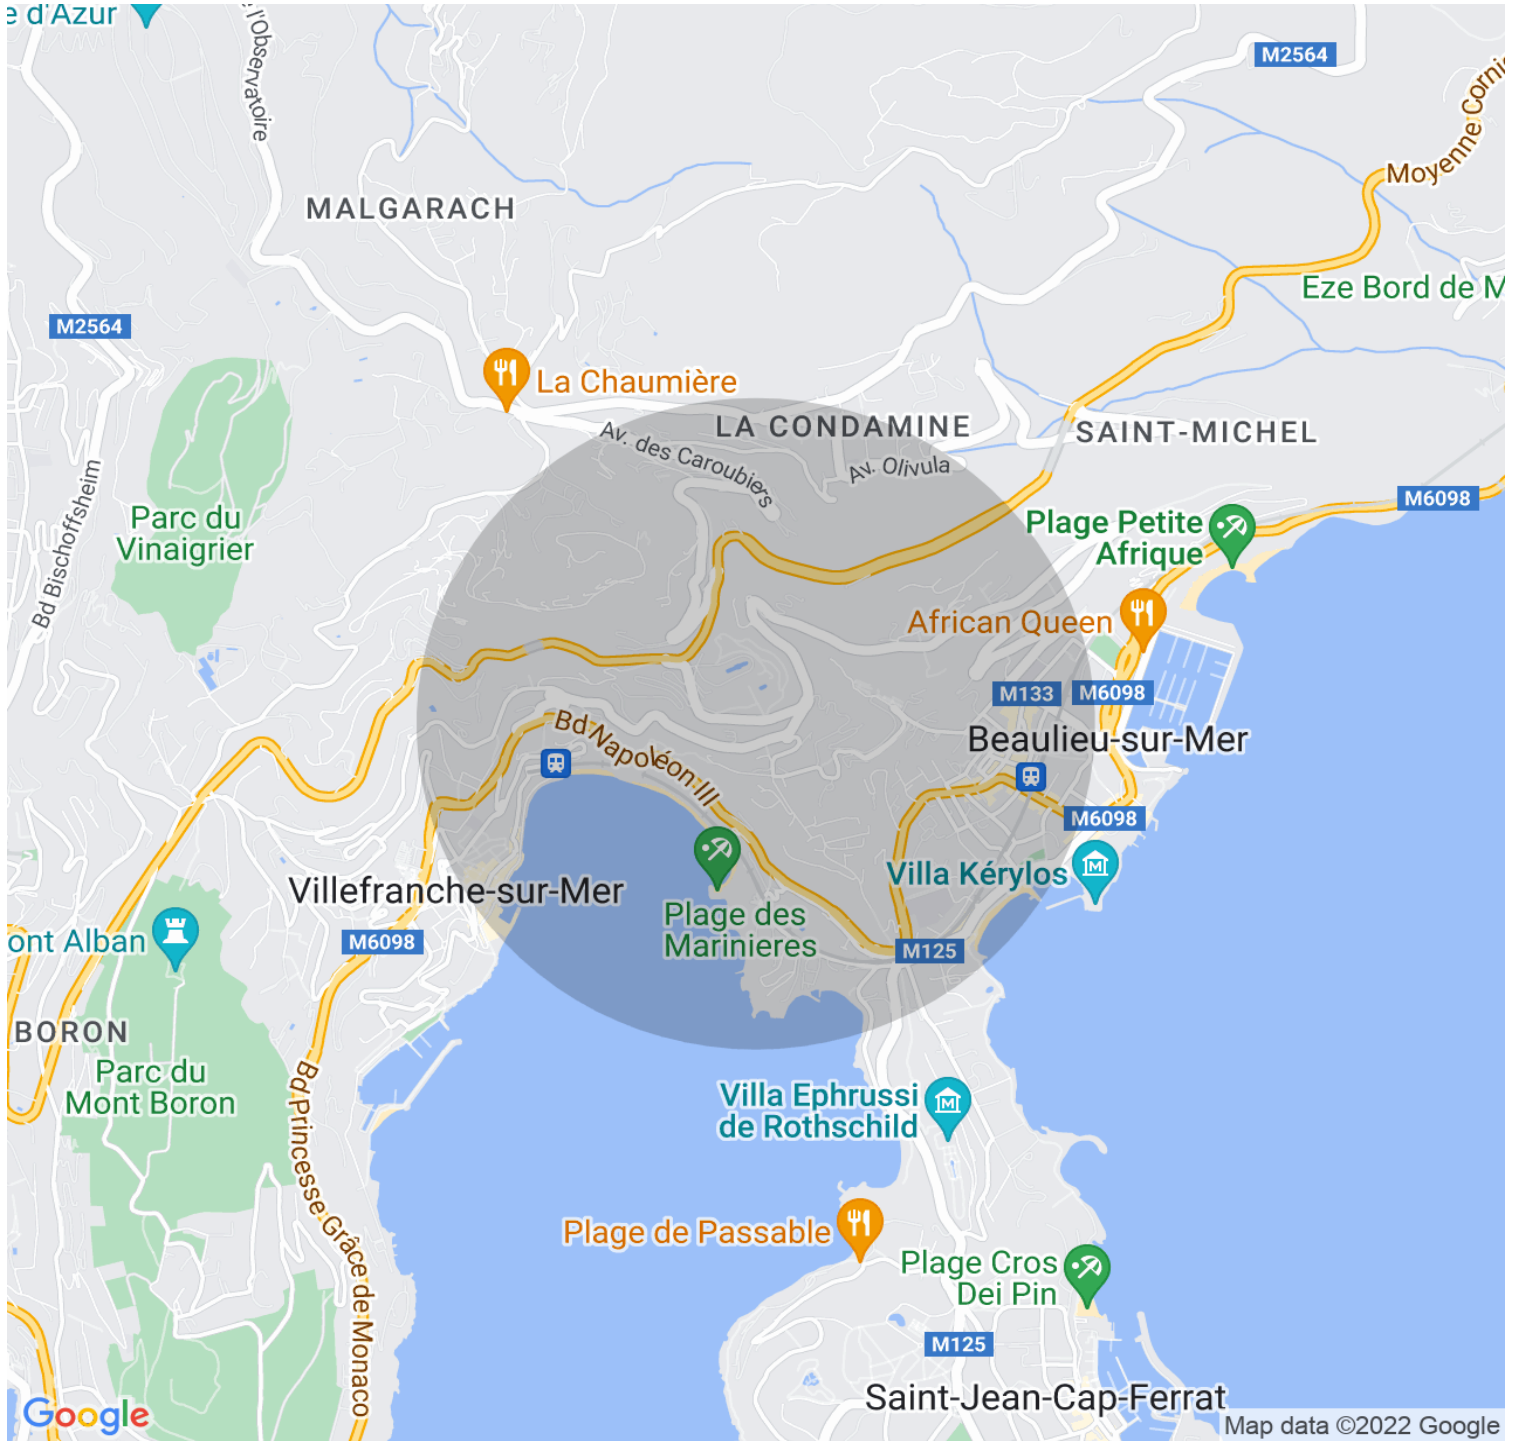 e d'Azur
l'Observatoire
M2564
Moyenne Cornic
MALGARACH
Eze Bord de M
M2564
La Chaumière
LA CONDAMINE
SAINT-MICHEL
Av. des Caroubiers
Av. Olivula
M6098
Bd Bischoffsheim
Parc du
Vinaigrier
Plage Petite
Afrique
African Queen
M133
M6098
Bd Napoléon III
Beaulieu-sur-Mer
M6098
Villa Kérylos
Villefranche-sur-Mer
Plage des
Marinieres
ont Alban
M6098
M125
BORON
Parc du
Mont Boron
Bd Princesse Grâce de Monaco
Villa Ephrussi
de Rothschild
Plage de Passable
Plage Cros
Dei Pin
M125
Saint-Jean-Cap-Ferrat
Google
Map data ©2022 Google